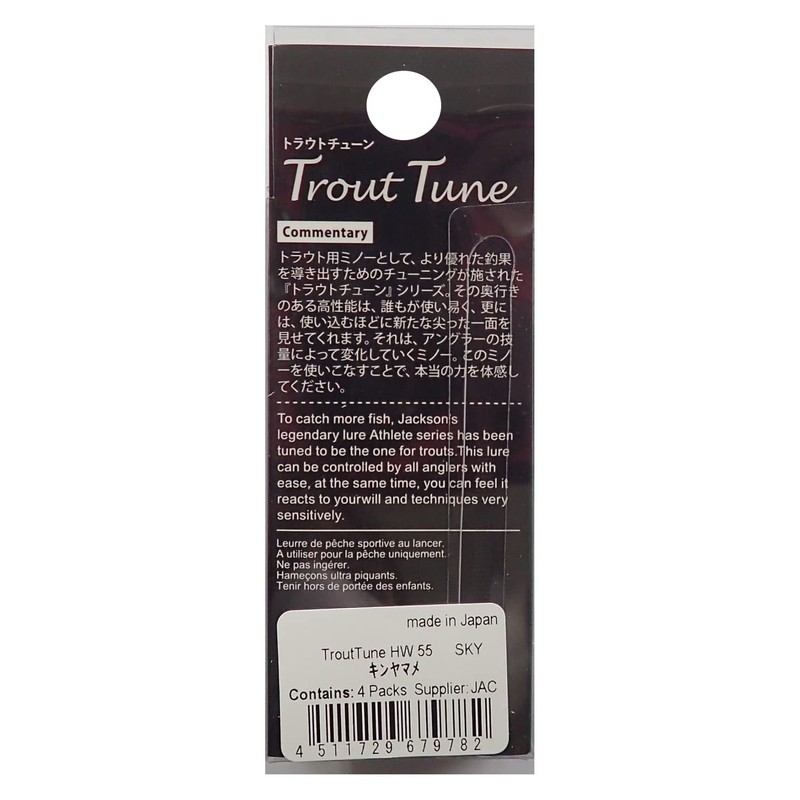 トラウトチューン
Trout Tune
Commentary
トラウト用ミノーとして、より優れた釣果
を導き出すためのチューニングが施された
『トラウトチューン』シリーズ。その奥行き
のある高性能は、誰もが使い易く、更に
は、使い込むほどに新たな尖った一面を
見せてくれます。それは、アングラーの技
量によって変化していくミノー。このミノ
ーを使いこなすことで、本当の力を体感し
てください。
To catch more fish, Jackson's
legendary lure Athlete series has been
tuned to be the one for trouts.This lure
can be controlled by all anglers with
ease, at the same time, you can feel it
reacts to yourwill and techniques very
sensitively.
Leurre de pêche sportive au lancer.
A utiliser pour la pêche uniquement.
Ne pas ingérer.
Hameçons ultra piquants.
Tenir hors de portée des enfants.
made in Japan
TroutTune HW 55 SKY
キンヤマメ
Contains: 4 Packs Supplier: JAC
4 511729 679782